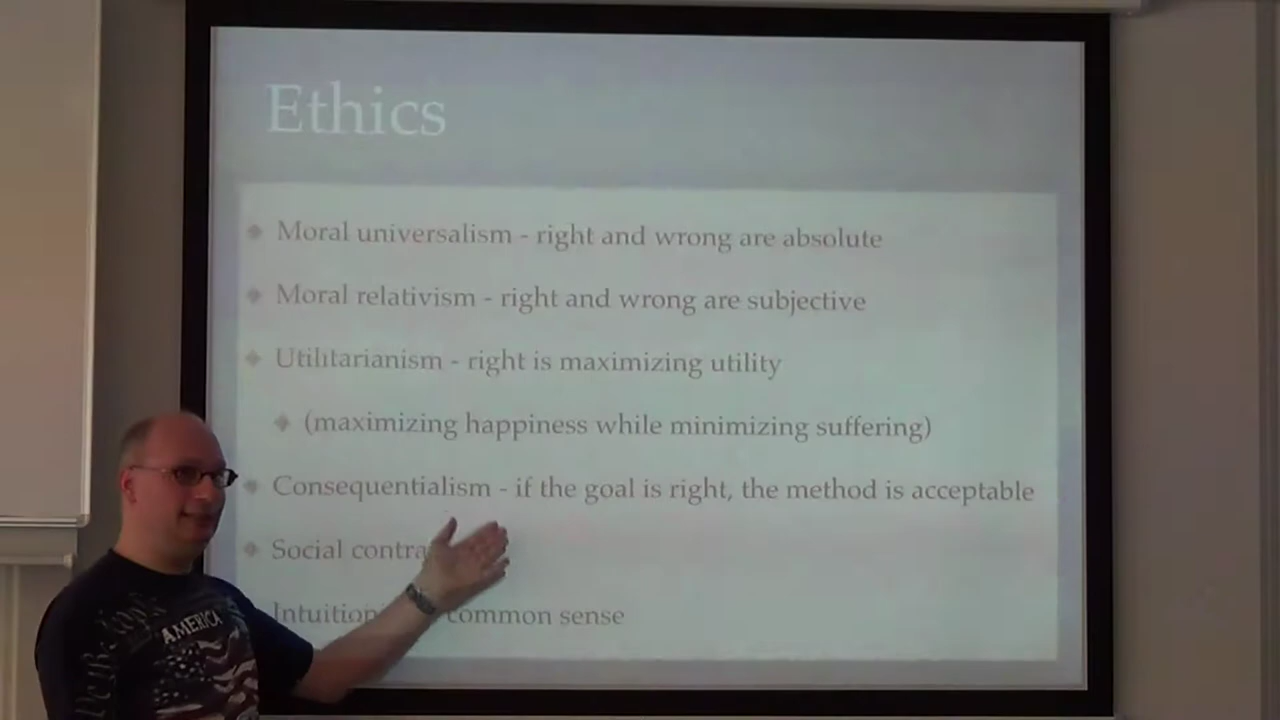 Ethics
Moral universalism - right and wrong are absolute
Moral relativism - right and wrong are subjective
Utilitarianism - right is maximizing utility
(maximizing happiness while minimizing suffering)
Consequentialism - if the goal is right, the method is acceptable
Social contra
Intuition common sense
AMERICA